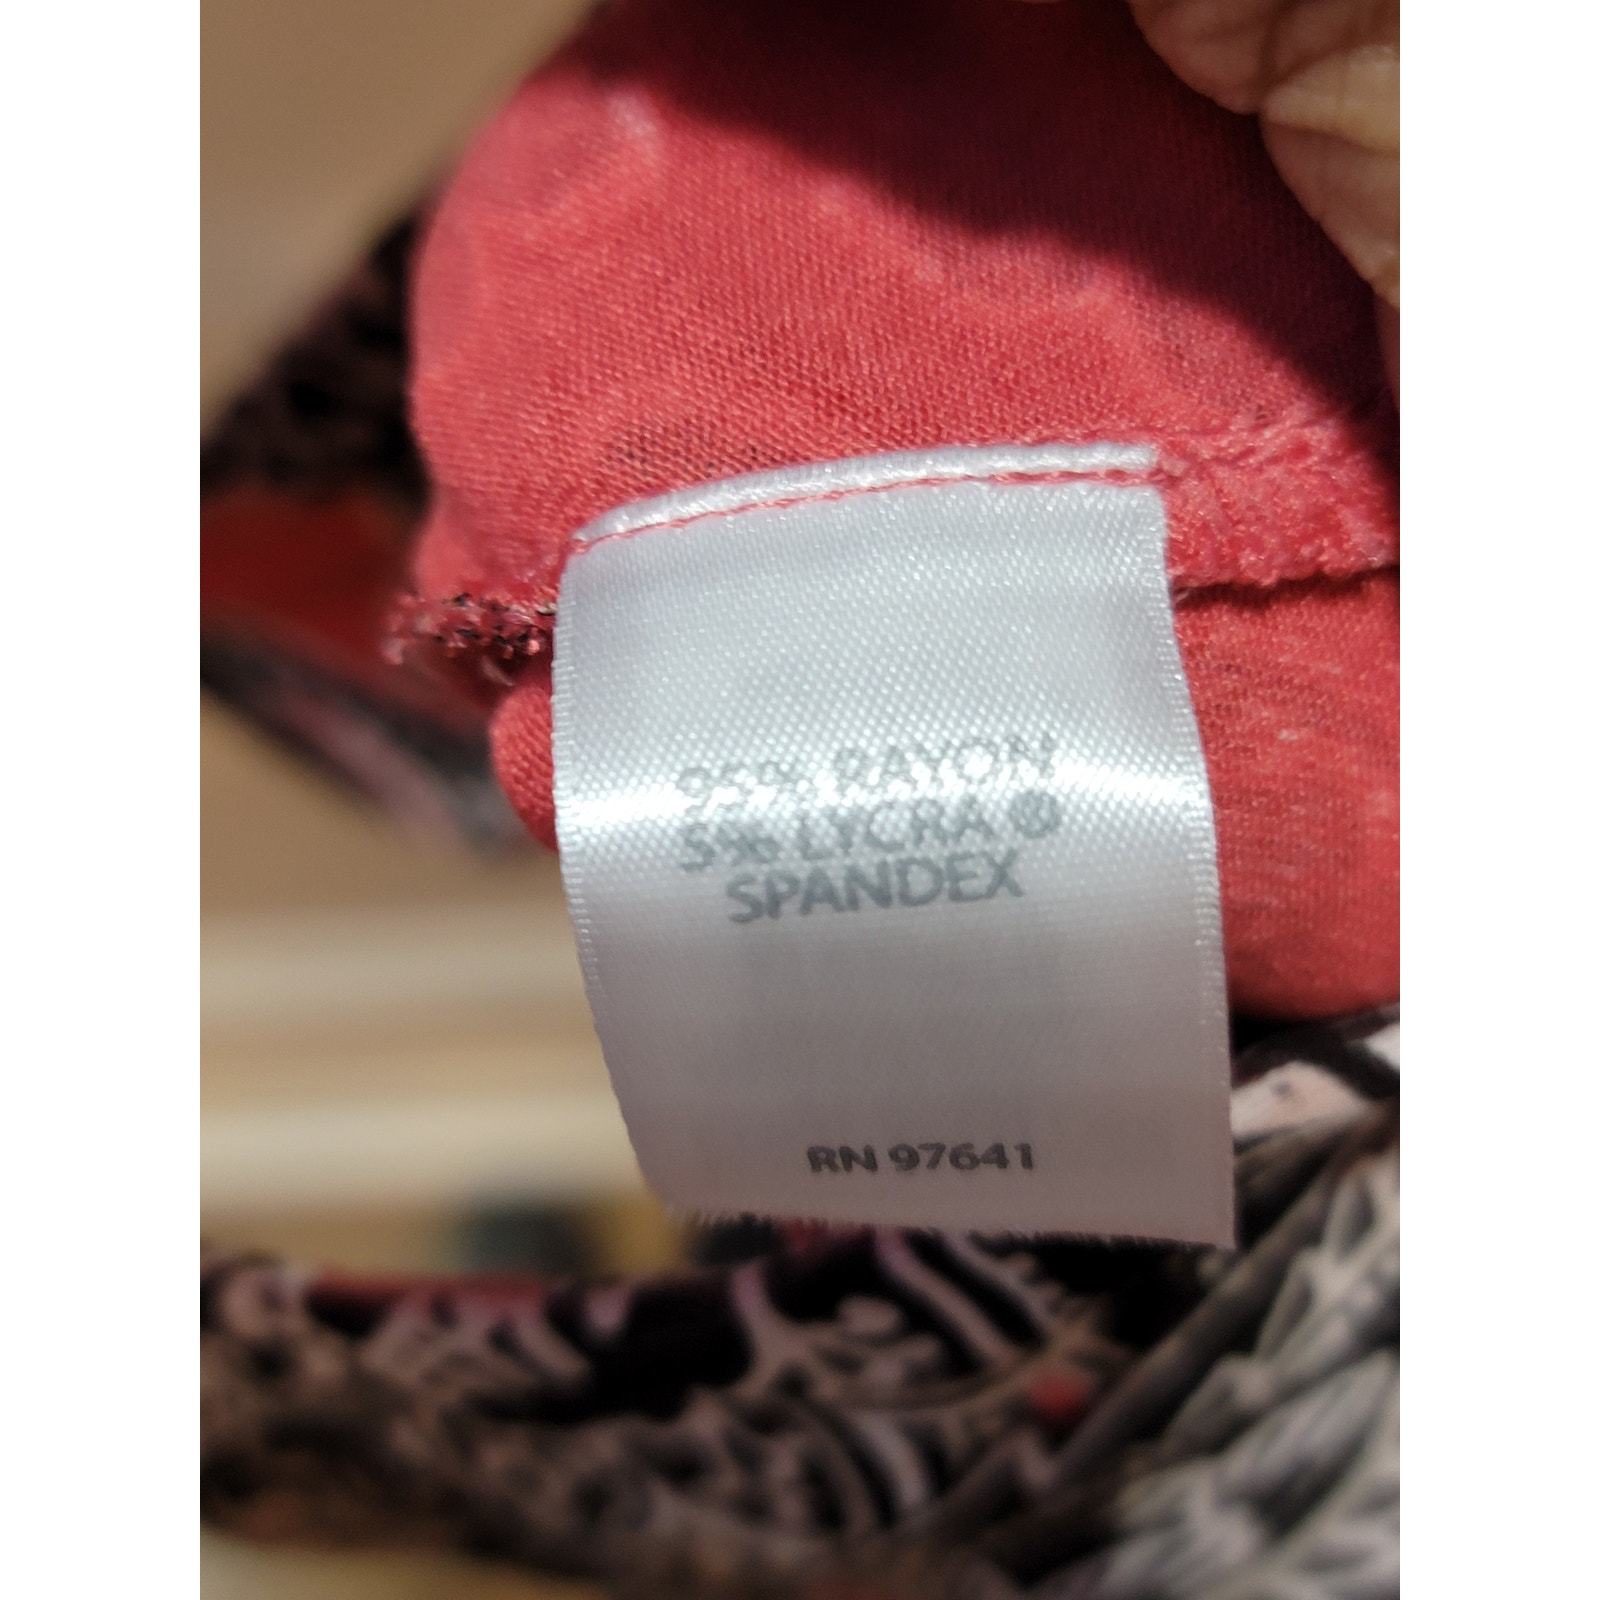 95% RAYON
5% LYCRA ®
SPANDEX
RN 97641